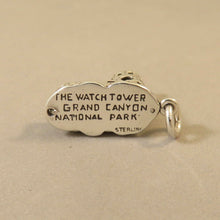 THE WATCH TOWER
GRAND CANYON
NATIONAL PARK
STERLING